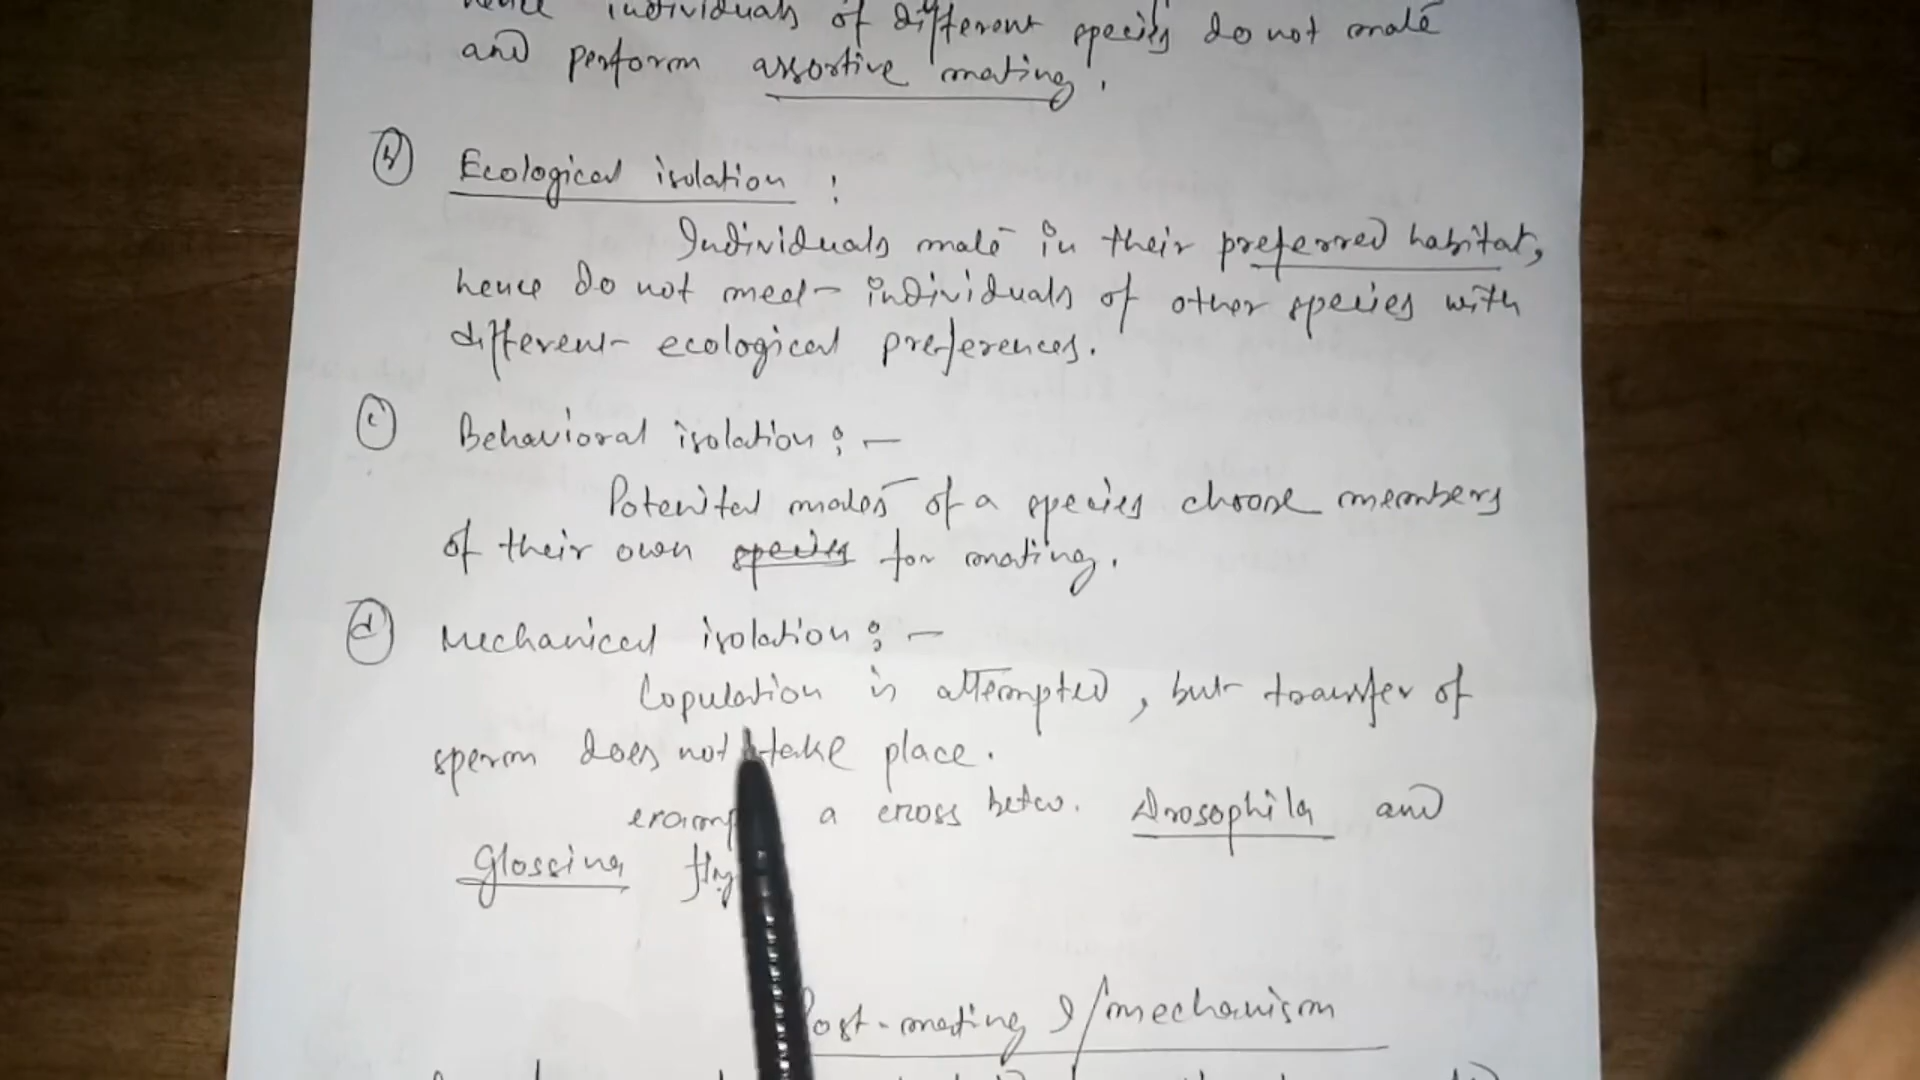 hence individuals of different species do not mate
and perform assortive mating.
(b) Ecological isolation :
Individuals mate in their preferred habitat,
hence do not meet individuals of other species with
different ecological preferences.
(c) Behavioral isolation : —
Potenital mates of a species choose members
of their own species for mating.
(d) Mechanical isolation : —
Copulation is attempted, but transfer of
sperm does not take place.
a cross betw. Drosophila and
Glossina fly
Post-mating I/mechanism